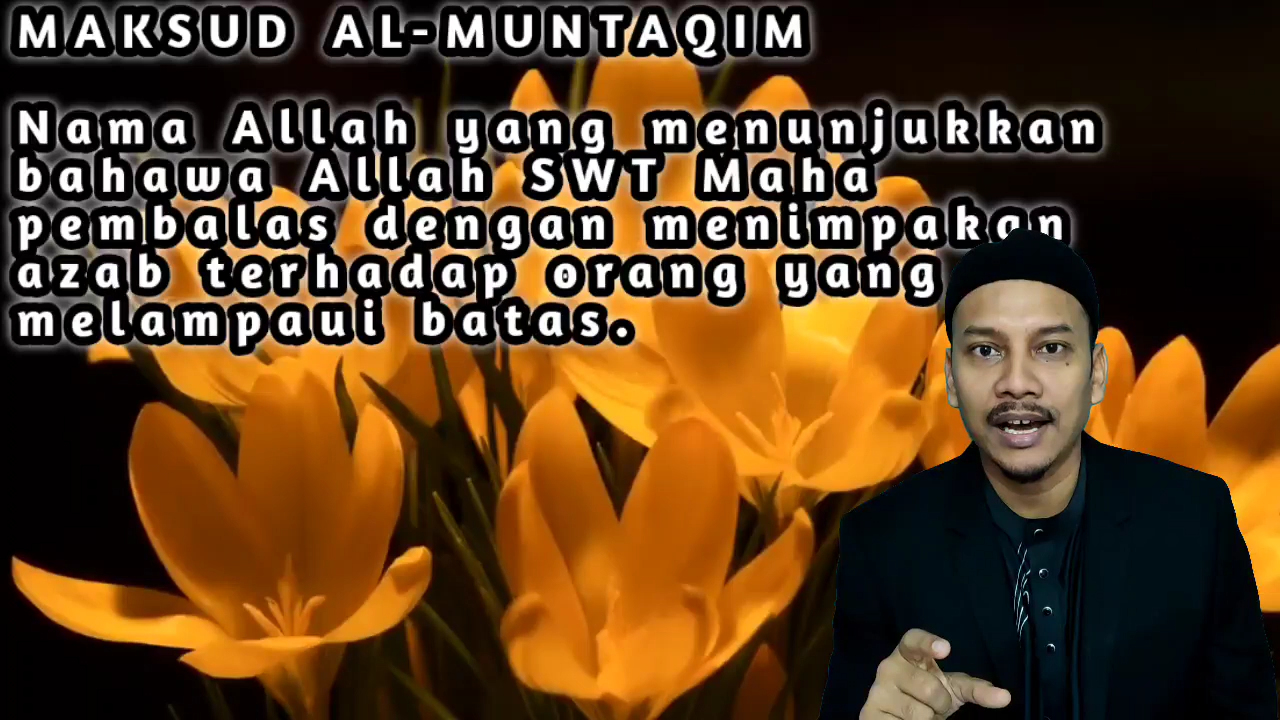 MAKSUD AL-MUNTAQIM
Nama Allah yang menunjukkan
bahawa Allah SWT Maha
pembalas dengan menimpakan
azab terhadap orang yang
melampaui batas.